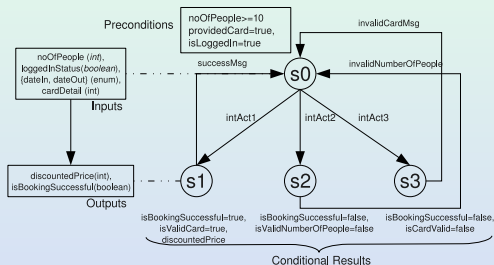 Preconditions
noOfPeople>=10
providedCard=true,
isLoggedIn=true
invalidCardMsg
noOfPeople (int),
loggedInStatus(boolean),
{dateIn, dateOut} (enum),
cardDetail (int)
Inputs
successMsg
s0
invalidNumberOfPeople
intAct1
intAct2
intAct3
discountedPrice(int),
isBookingSuccessful(boolean)
Outputs
s1
s2
s3
isBookingSuccessful=true,
isValidCard=true,
discountedPrice
isBookingSuccessful=false,
isValidNumberOfPeople=false
isBookingSuccessful=false,
isCardValid=false
Conditional Results